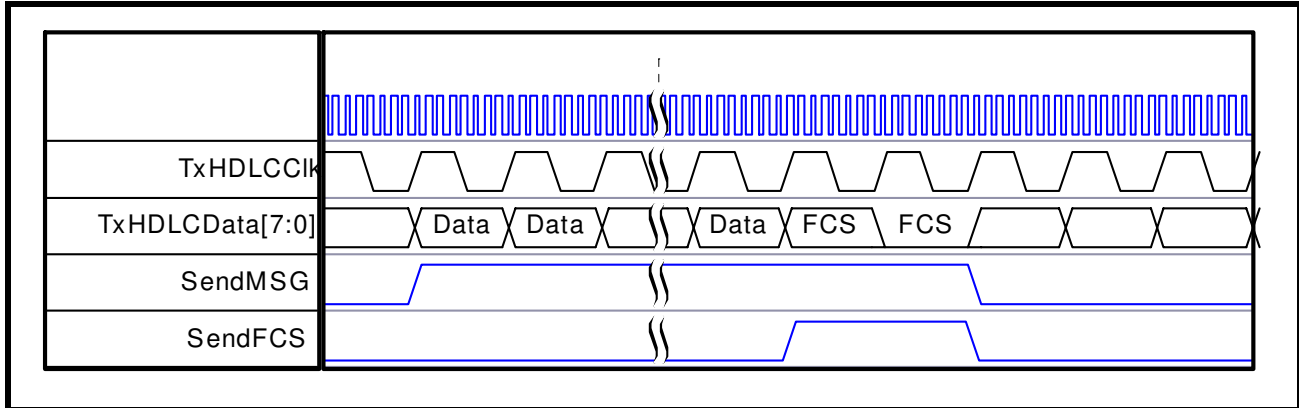 TxHDLCClk
TxHDLCData[7:0] Data Data Data FCS FCS
SendMSG
SendFCS